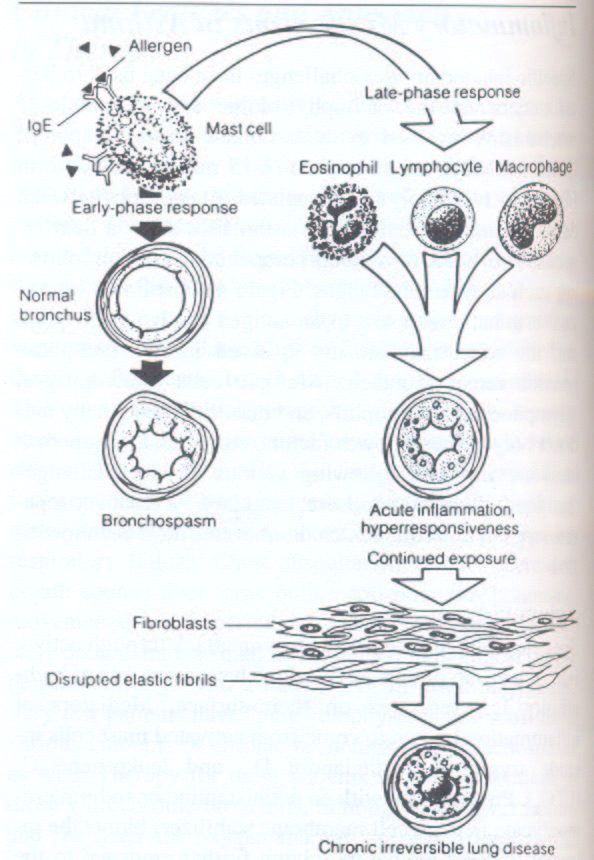 Allergen
IgE
Mast cell
Late-phase response
Eosinophil Lymphocyte Macrophage
Early-phase response
Normal
bronchus
Bronchospasm
Acute inflammation,
hyperresponsiveness
Continued exposure
Fibroblasts
Disrupted elastic fibrils
Chronic irreversible lung disease